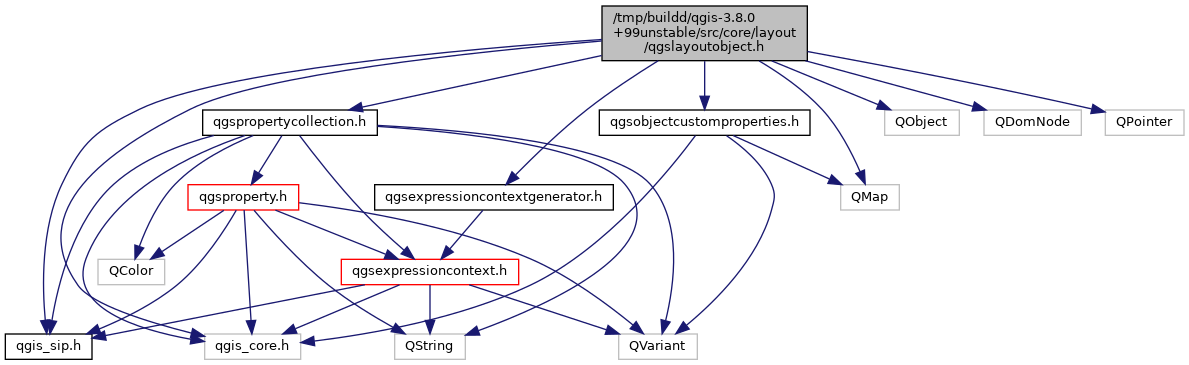 /tmp/buildd/qgis-3.8.0
+99unstable/src/core/layout
/qgslayoutobject.h
qgspropertycollection.h
qgsobjectcustomproperties.h
QObject
QDomNode
QPointer
qgsproperty.h
qgsexpressioncontextgenerator.h
QMap
QColor
qgsexpressioncontext.h
qgis_sip.h
qgis_core.h
QString
QVariant